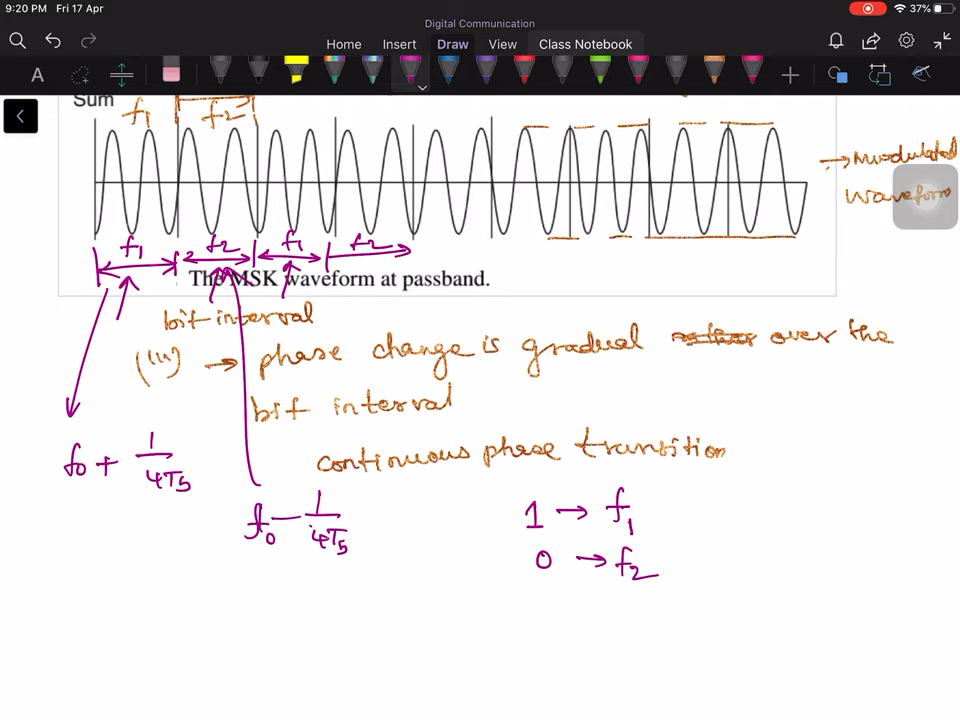 9:20 PM Fri 17 Apr
37%
Digital Communication
Home Insert Draw View Class Notebook
A
Sum
f1 f2
→ Modulated
waveform
f1 f2 f1 f2
The MSK waveform at passband.
bit interval
(iii) → phase change is gradual over the
bit interval
continuous phase transition
f0 + 1/4Ts
f0 − 1/4Ts
1 → f1
0 → f2